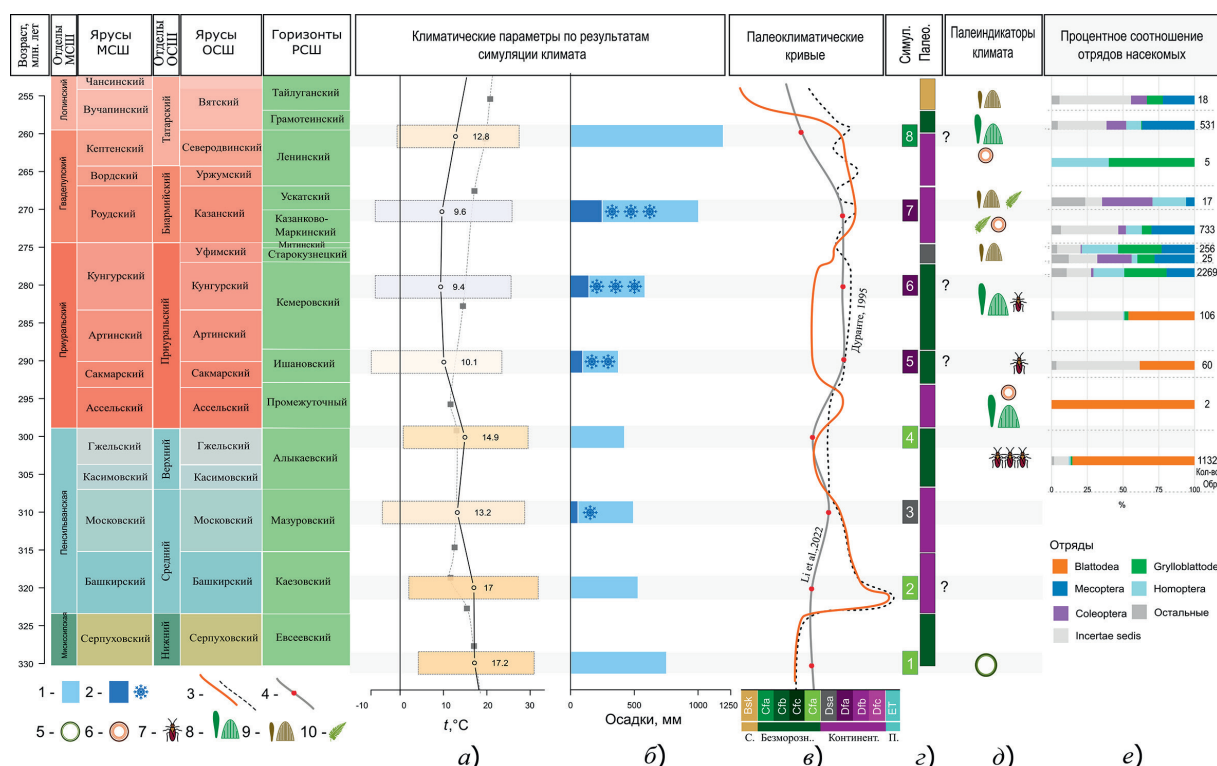 Возраст, млн. лет
Отделы МСШ
Ярусы МСШ
Отделы ОСШ
Ярусы ОСШ
Горизонты РСШ
Климатические параметры по результатам
симуляции климата
Палеоклиматические
кривые
Симул.
Палео.
Палеиндикаторы
климата
Процентное соотношение
отрядов насекомых
255
260
265
270
275
280
285
290
295
300
305
310
315
320
325
330
Лопинский
Гваделупский
Приуральский
Пенсильванская
Миссиссипская
Чансинский
Вучапинский
Кептенский
Вордский
Роудский
Кунгурский
Артинский
Сакмарский
Ассельский
Гжельский
Касимовский
Московский
Башкирский
Серпуховский
Татарский
Биармийский
Приуральский
Верхний
Средний
Нижний
Вятский
Северодвинский
Уржумский
Казанский
Уфимский
Кунгурский
Артинский
Сакмарский
Ассельский
Гжельский
Касимовский
Московский
Башкирский
Серпуховский
Тайлуганский
Грамотеинский
Ленинский
Ускатский
Казанково-
Маркинский
Митинский
Старокузнецкий
Кемеровский
Ишановский
Промежуточный
Алыкаевский
Мазуровский
Каезовский
Евсеевский
12,8
9.6
9.4
10.1
14.9
13.2
17
17.2
Дуранте, 1995
Li et al.,2022
8
7
6
5
4
3
2
1
?
?
?
?
18
531
5
17
733
256
25
2269
106
60
2
1132
Кол-во
Обр
0
25
50
75
100
%
Отряды
Blattodea
Mecoptera
Coleoptera
Incertae sedis
Grylloblattodea
Homoptera
Остальные
1 -
2 -
3 -
4 -
5 -
6 -
7 -
8 -
9 -
10 -
-10
0
10
20
30
t,°C
0
500
1000
1250
Осадки, мм
Bsk
Cfa
Cfb
Cfc
Cfa
Dsa
Dfa
Dfb
Dfc
ET
С.
Безморозн..
Континент.
П.
а)
б)
в)
г)
д)
е)